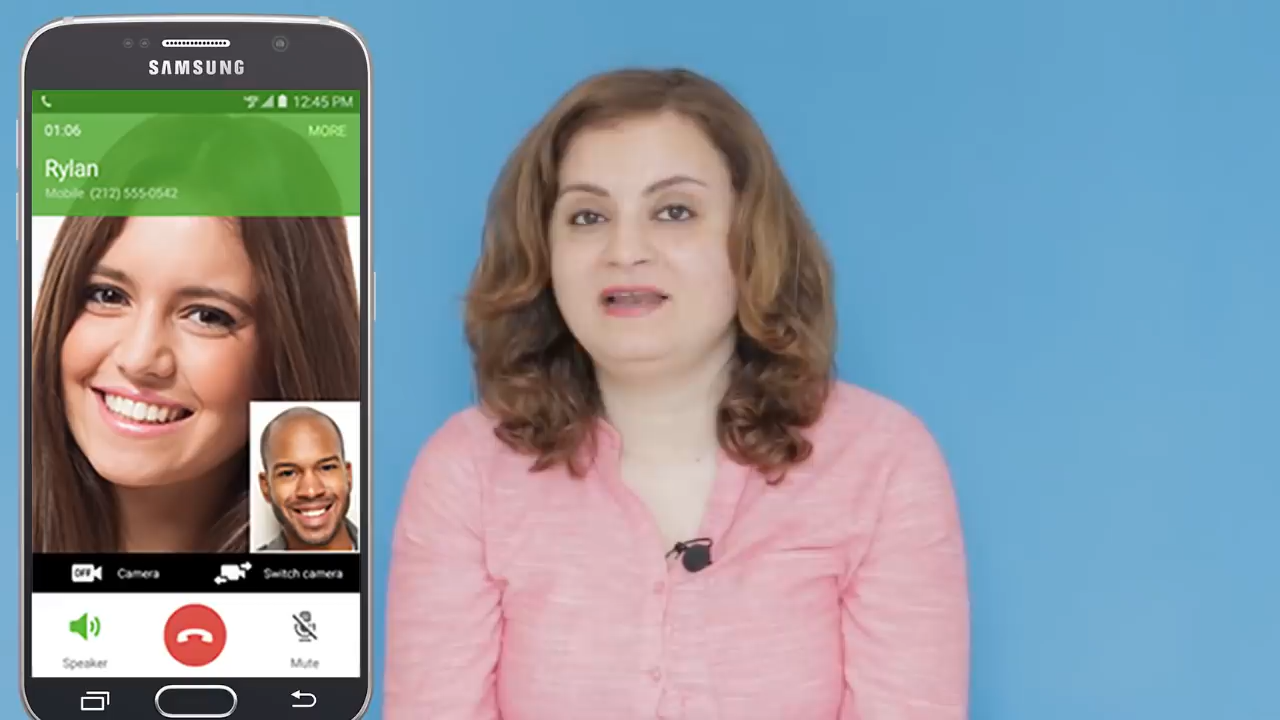 SAMSUNG
12:45 PM
01:06 MORE
Rylan
Mobile (212) 555-0542
OFF Camera Switch camera
Speaker Mute